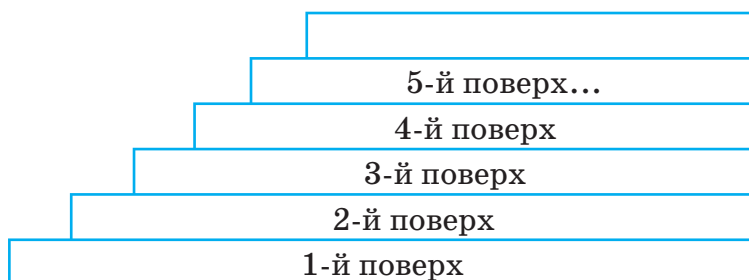 5-й поверх...
4-й поверх
3-й поверх
2-й поверх
1-й поверх